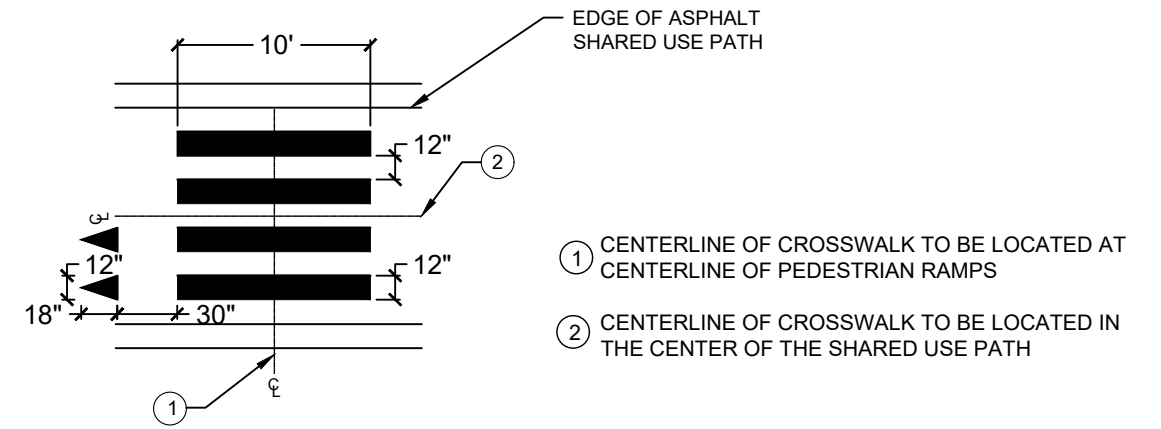 EDGE OF ASPHALT
SHARED USE PATH
10'
12"
2
℄
12"
12"
18"
30"
1 CENTERLINE OF CROSSWALK TO BE LOCATED AT
CENTERLINE OF PEDESTRIAN RAMPS
2 CENTERLINE OF CROSSWALK TO BE LOCATED IN
THE CENTER OF THE SHARED USE PATH
℄
1